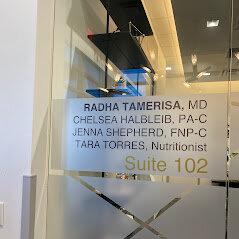 RADHA TAMERISA, MD
CHELSEA HALBLEIB, PA-C
JENNA SHEPHERD, FNP-C
TARA TORRES, Nutritionist
Suite 102